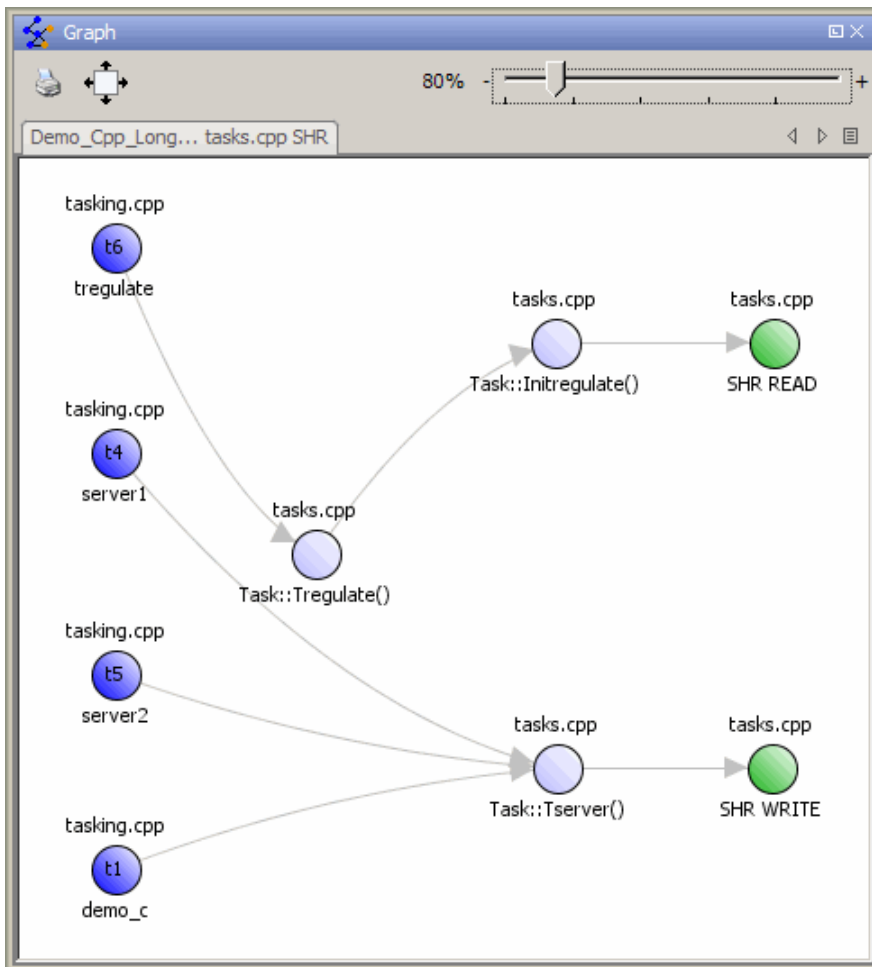 Graph
80% - +
Demo_Cpp_Long... tasks.cpp SHR
tasking.cpp
t6
tregulate
tasks.cpp
Task::Initregulate()
tasks.cpp
SHR READ
tasking.cpp
t4
server1
tasks.cpp
Task::Tregulate()
tasking.cpp
t5
server2
tasks.cpp
Task::Tserver()
tasks.cpp
SHR WRITE
tasking.cpp
t1
demo_c